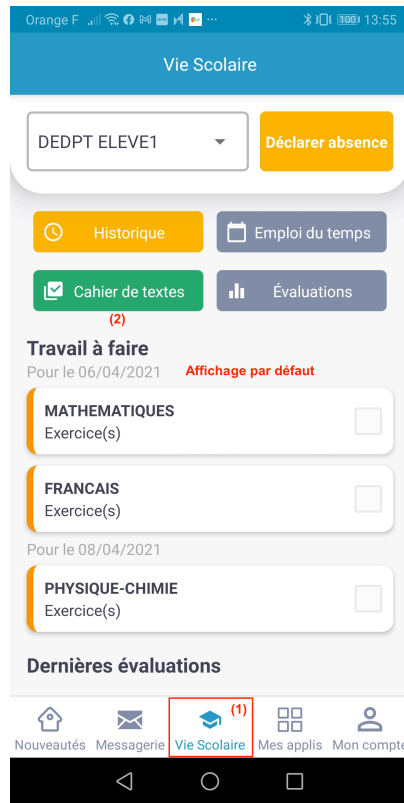 Orange F 100 13:55
Vie Scolaire
DEDPT ELEVE1
Déclarer absence
Historique
Emploi du temps
Cahier de textes
Évaluations
(2)
Travail à faire
Pour le 06/04/2021 Affichage par défaut
MATHEMATIQUES
Exercice(s)
FRANCAIS
Exercice(s)
Pour le 08/04/2021
PHYSIQUE-CHIMIE
Exercice(s)
Dernières évaluations
(1)
Nouveautés Messagerie Vie Scolaire Mes applis Mon compte